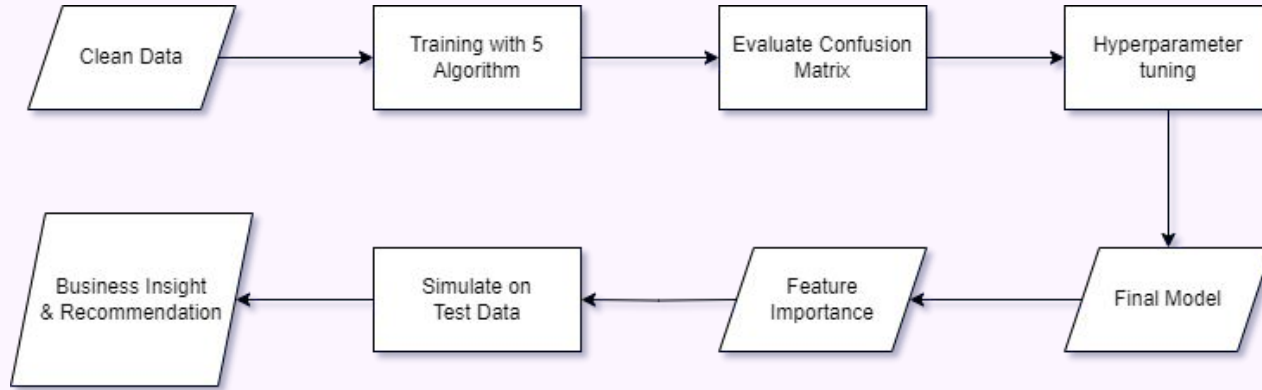 Clean Data
Training with 5
Algorithm
Evaluate Confusion
Matrix
Hyperparameter
tuning
Final Model
Feature
Importance
Simulate on
Test Data
Business Insight
& Recommendation